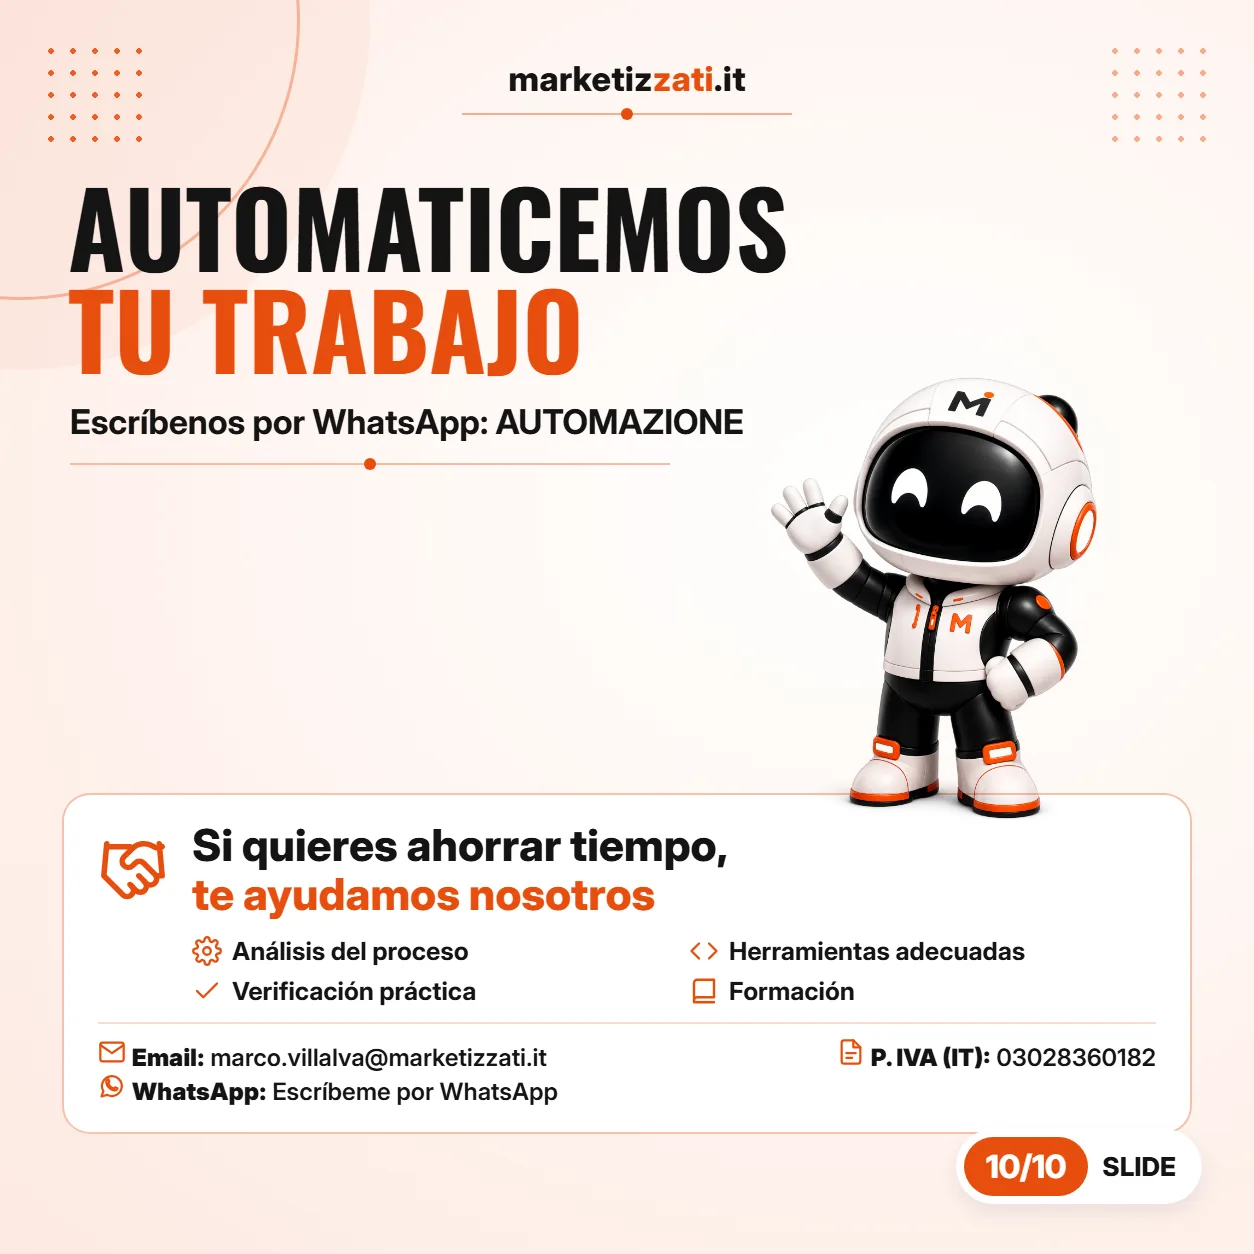 marketizzati.it
AUTOMATICEMOS
TU TRABAJO
Escríbenos por WhatsApp: AUTOMAZIONE
M
M
Si quieres ahorrar tiempo,
te ayudamos nosotros
Análisis del proceso
Herramientas adecuadas
Verificación práctica
Formación
Email: marco.villalva@marketizzati.it
P. IVA (IT): 03028360182
WhatsApp: Escríbeme por WhatsApp
10/10 SLIDE